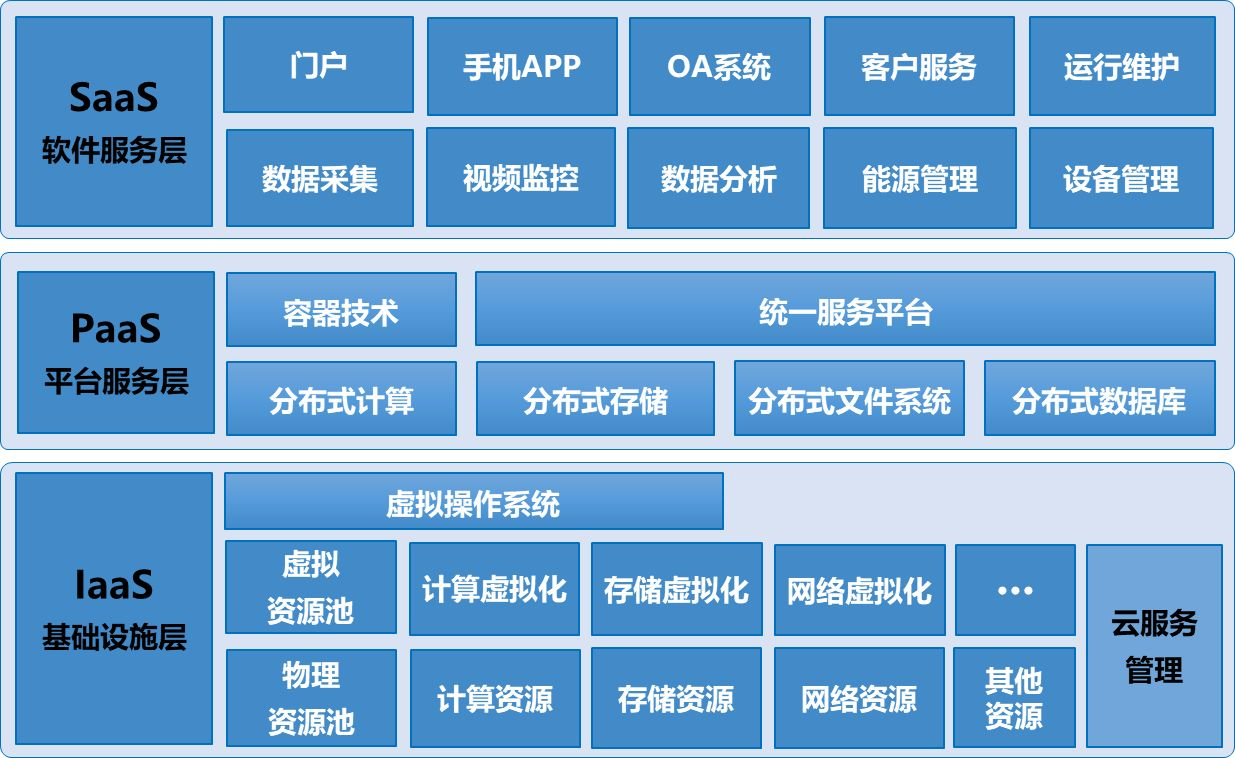 SaaS
软件服务层
门户
手机APP
OA系统
客户服务
运行维护
数据采集
视频监控
数据分析
能源管理
设备管理
PaaS
平台服务层
容器技术
统一服务平台
分布式计算
分布式存储
分布式文件系统
分布式数据库
IaaS
基础设施层
虚拟操作系统
虚拟
资源池
计算虚拟化
存储虚拟化
网络虚拟化
...
物理
资源池
计算资源
存储资源
网络资源
其他
资源
云服务
管理